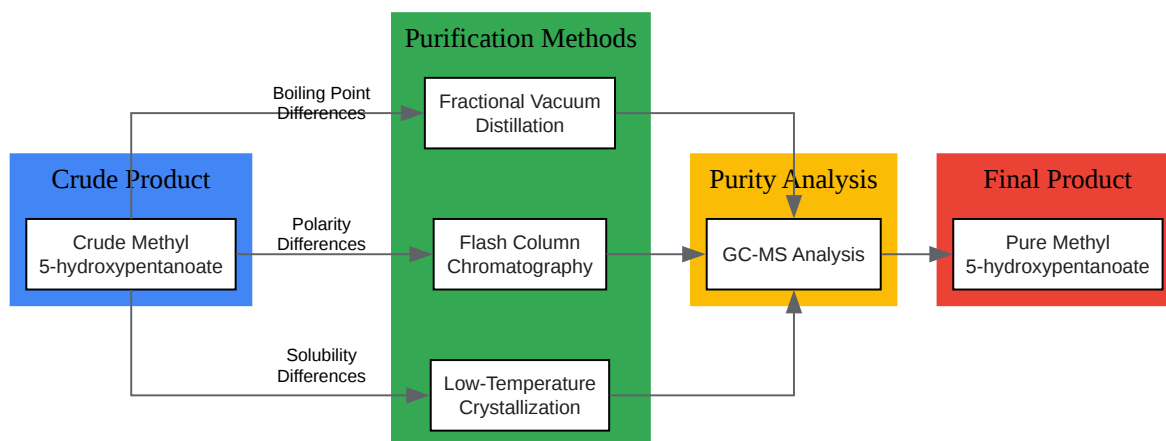 Purification Methods
Boiling Point
Differences
Fractional Vacuum
Distillation
Crude Product
Crude Methyl
5-hydroxypentanoate
Polarity
Differences
Flash Column
Chromatography
Purity Analysis
GC-MS Analysis
Final Product
Pure Methyl
5-hydroxypentanoate
Solubility
Differences
Low-Temperature
Crystallization